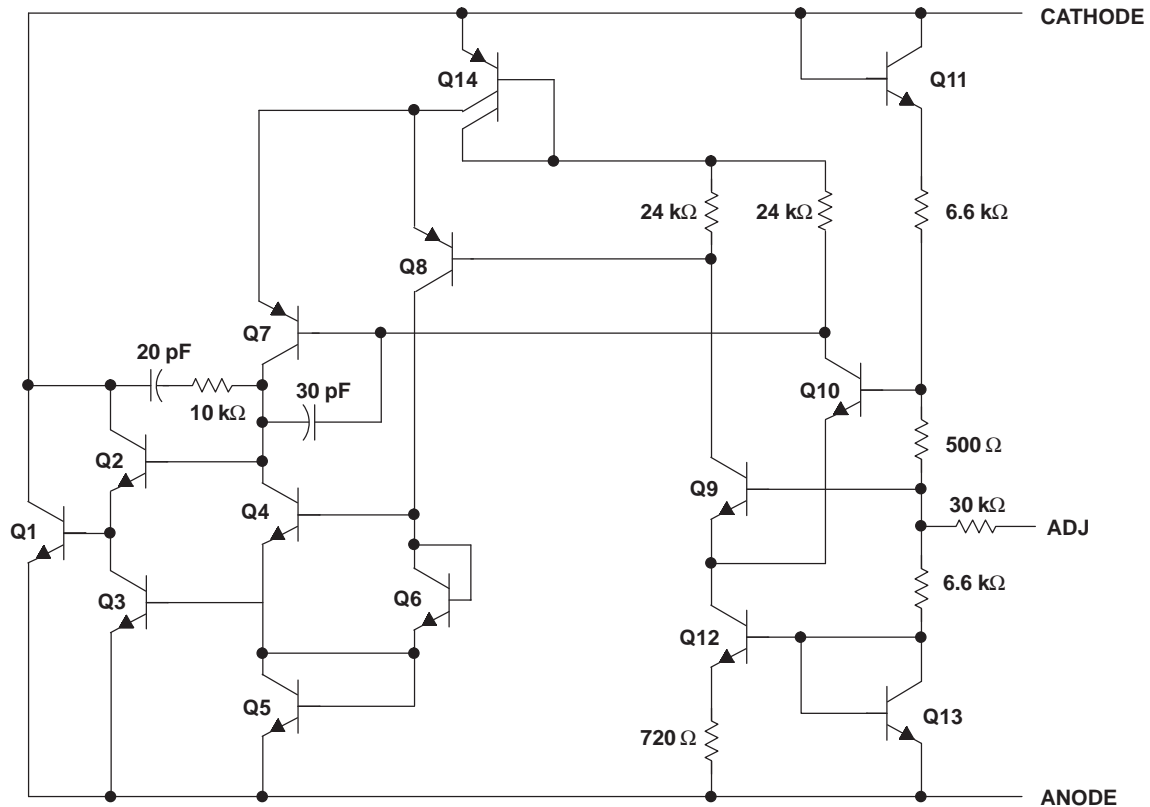 CATHODE
Q14
Q11
24 kΩ
24 kΩ
6.6 kΩ
Q8
Q7
20 pF
10 kΩ
30 pF
Q10
500 Ω
Q2
Q4
Q9
30 kΩ
ADJ
Q1
Q3
Q6
6.6 kΩ
Q12
Q5
720 Ω
Q13
ANODE